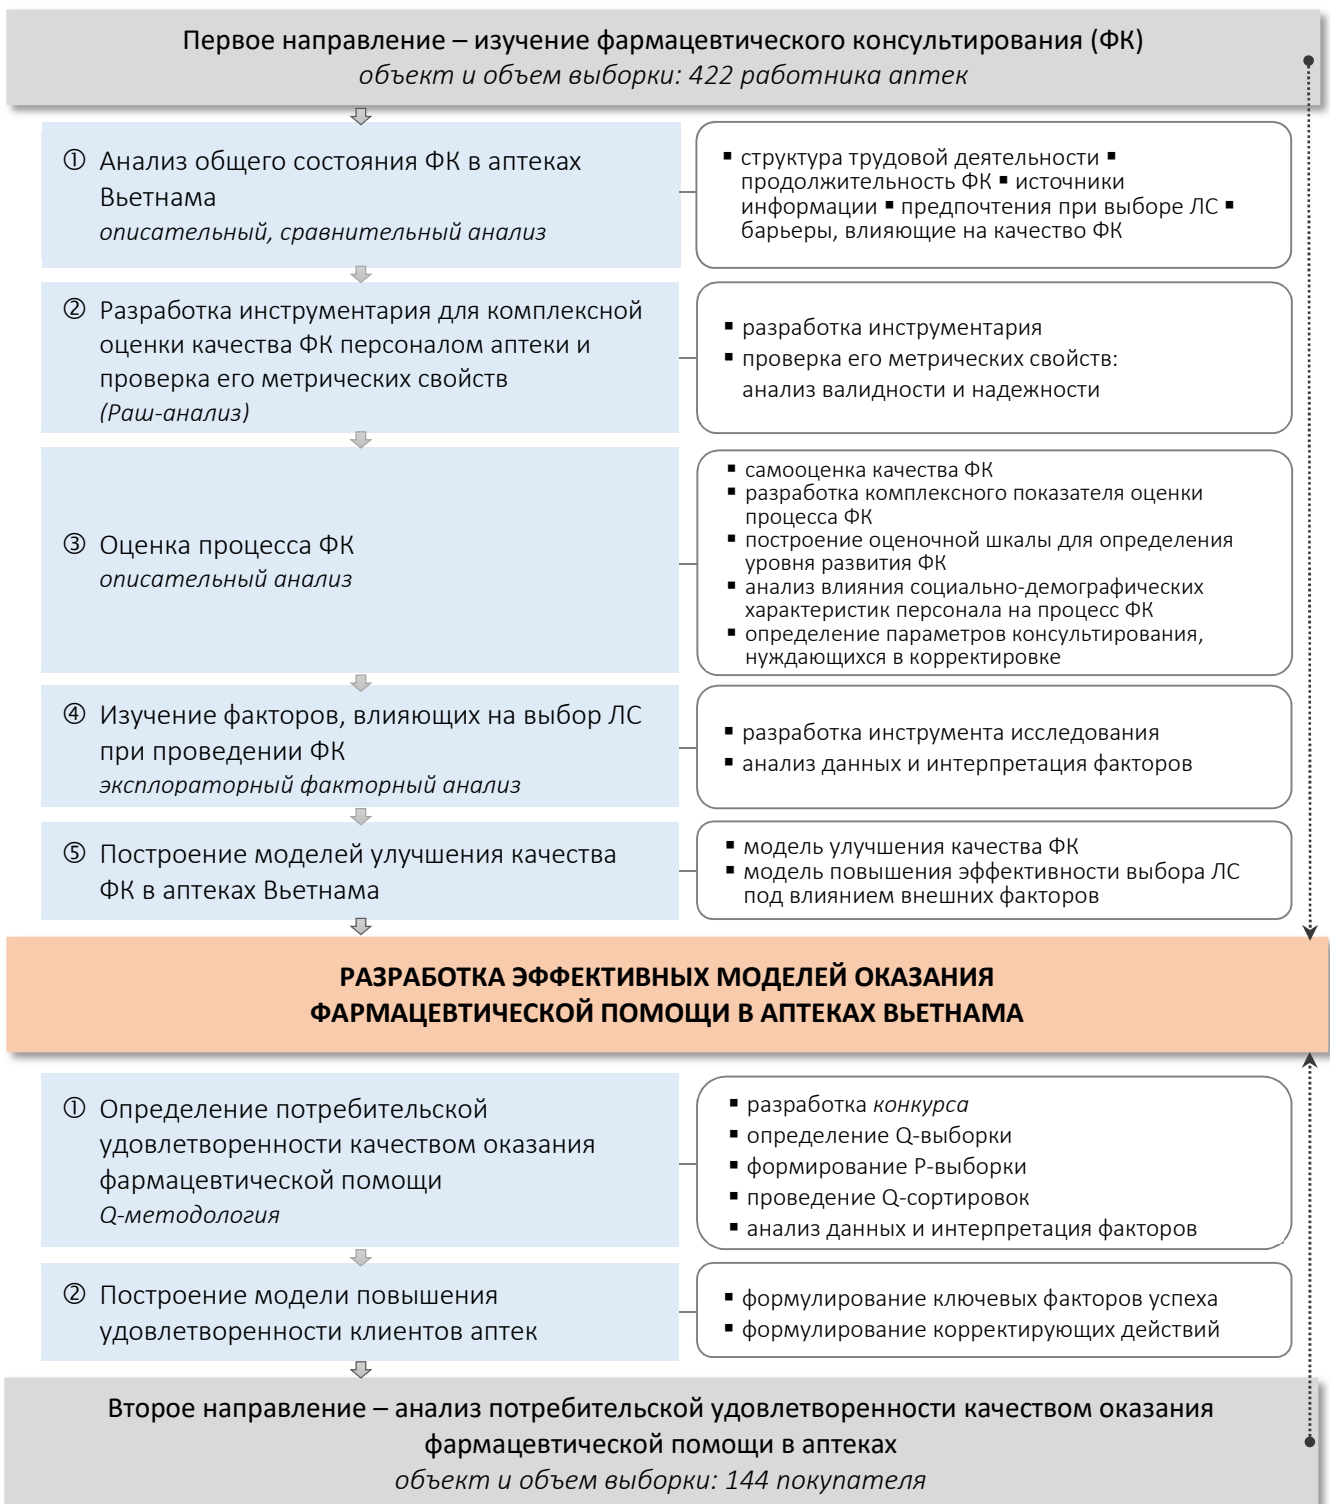 Первое направление – изучение фармацевтического консультирования (ФК)
объект и объем выборки: 422 работника аптек
① Анализ общего состояния ФК в аптеках
Вьетнама
описательный, сравнительный анализ
▪ структура трудовой деятельности ▪
продолжительность ФК ▪ источники
информации ▪ предпочтения при выборе ЛС ▪
барьеры, влияющие на качество ФК
② Разработка инструментария для комплексной
оценки качества ФК персоналом аптеки и
проверка его метрических свойств
(Раш-анализ)
▪ разработка инструментария
▪ проверка его метрических свойств:
анализ валидности и надежности
③ Оценка процесса ФК
описательный анализ
▪ самооценка качества ФК
▪ разработка комплексного показателя оценки
процесса ФК
▪ построение оценочной шкалы для определения
уровня развития ФК
▪ анализ влияния социально-демографических
характеристик персонала на процесс ФК
▪ определение параметров консультирования,
нуждающихся в корректировке
④ Изучение факторов, влияющих на выбор ЛС
при проведении ФК
эксплораторный факторный анализ
▪ разработка инструмента исследования
▪ анализ данных и интерпретация факторов
⑤ Построение моделей улучшения качества
ФК в аптеках Вьетнама
▪ модель улучшения качества ФК
▪ модель повышения эффективности выбора ЛС
под влиянием внешних факторов
РАЗРАБОТКА ЭФФЕКТИВНЫХ МОДЕЛЕЙ ОКАЗАНИЯ
ФАРМАЦЕВТИЧЕСКОЙ ПОМОЩИ В АПТЕКАХ ВЬЕТНАМА
① Определение потребительской
удовлетворенности качеством оказания
фармацевтической помощи
Q-методология
▪ разработка конкурса
▪ определение Q-выборки
▪ формирование P-выборки
▪ проведение Q-сортировок
▪ анализ данных и интерпретация факторов
② Построение модели повышения
удовлетворенности клиентов аптек
▪ формулирование ключевых факторов успеха
▪ формулирование корректирующих действий
Второе направление – анализ потребительской удовлетворенности качеством оказания
фармацевтической помощи в аптеках
объект и объем выборки: 144 покупателя